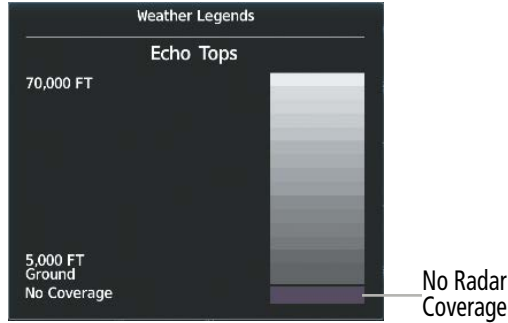 Weather Legends
Echo Tops
70,000 FT
5,000 FT
Ground
No Coverage
No Radar
Coverage